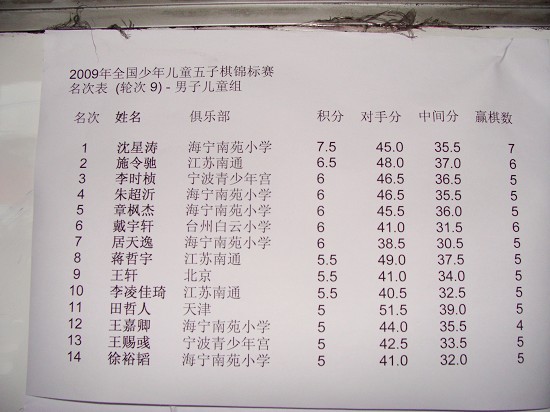 2009年全国少年儿童五子棋锦标赛
名次表 (轮次 9) - 男子儿童组
名次 姓名 俱乐部 积分 对手分 中间分 赢棋数
1 沈星涛 海宁南苑小学 7.5 45.0 35.5 7
2 施令驰 江苏南通 6.5 48.0 37.0 6
3 李时桢 宁波青少年宫 6 46.5 36.5 5
4 朱超沂 海宁南苑小学 6 46.5 35.5 5
5 章枫杰 海宁南苑小学 6 45.5 36.0 5
6 戴宇轩 台州白云小学 6 41.0 31.5 6
7 居天逸 海宁南苑小学 6 38.5 30.5 5
8 蒋哲宇 江苏南通 5.5 49.0 37.5 5
9 王轩 北京 5.5 41.0 34.0 5
10 李凌佳琦 江苏南通 5.5 40.5 32.5 5
11 田哲人 天津 5 51.5 39.0 5
12 王嘉卿 海宁南苑小学 5 44.0 35.5 4
13 王赐彧 宁波青少年宫 5 42.5 33.5 5
14 徐裕韬 海宁南苑小学 5 41.0 32.0 5